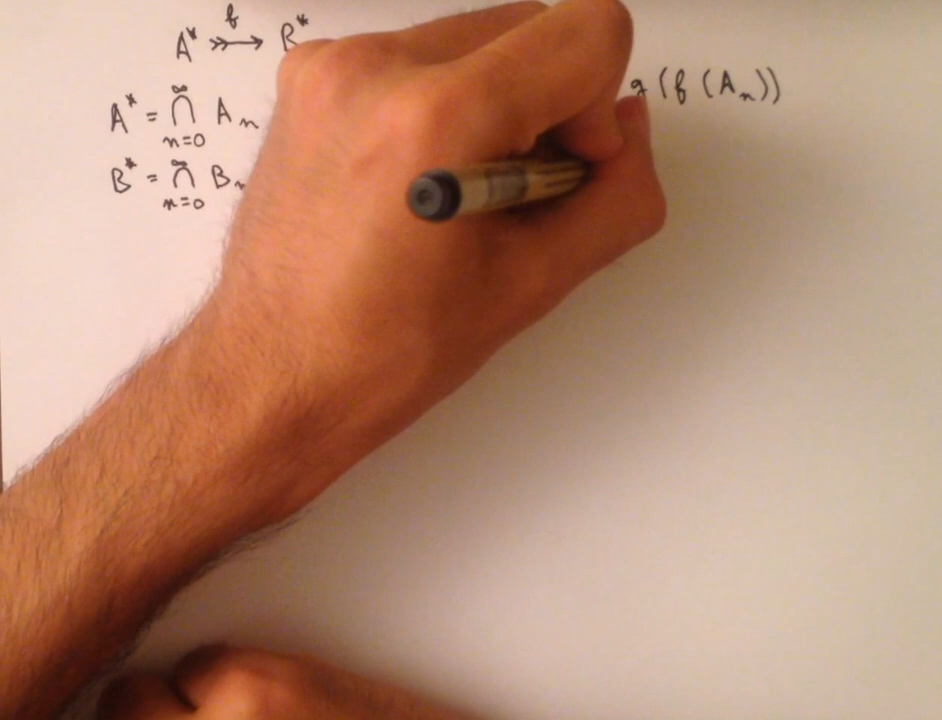 A* ↠ᶠ B*
g(f(Aₙ))
A* = ⋂ₙ₌₀^∞ Aₙ
B* = ⋂ₙ₌₀^∞ Bₙ